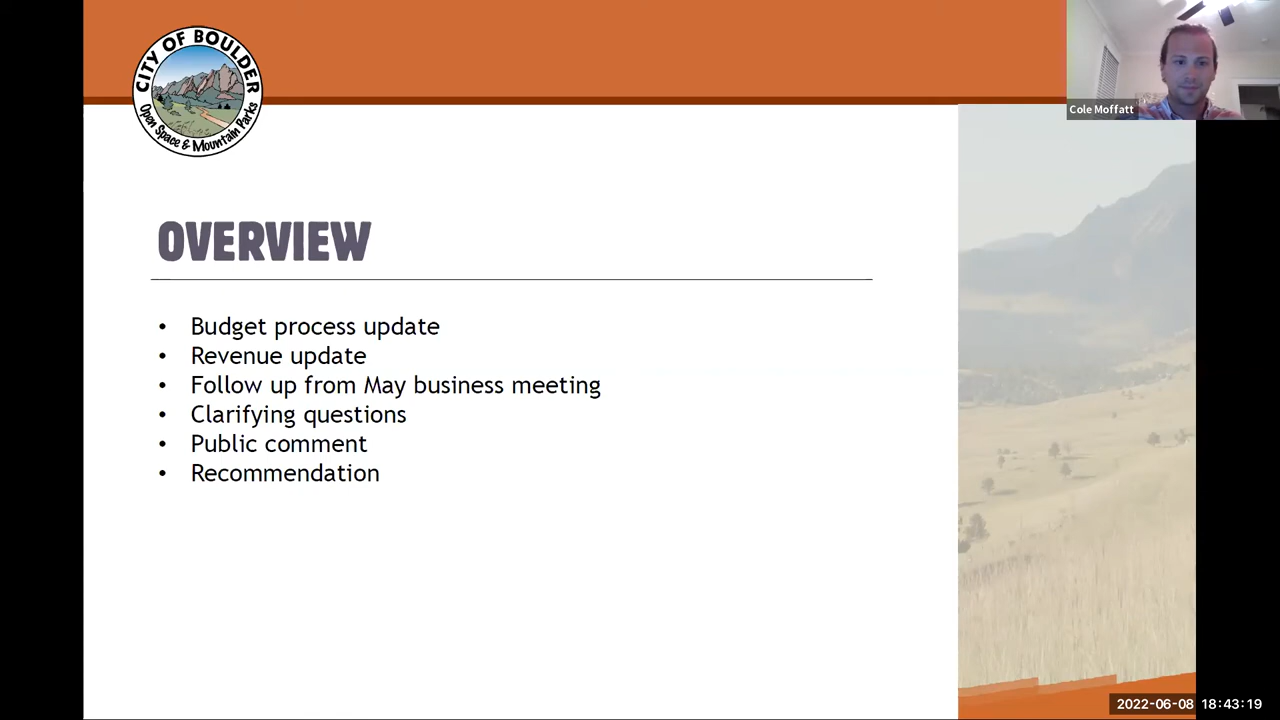 CITY OF BOULDER
Open Space & Mountain Parks
Cole Moffatt
OVERVIEW
• Budget process update
• Revenue update
• Follow up from May business meeting
• Clarifying questions
• Public comment
• Recommendation
2022-06-08 18:43:19